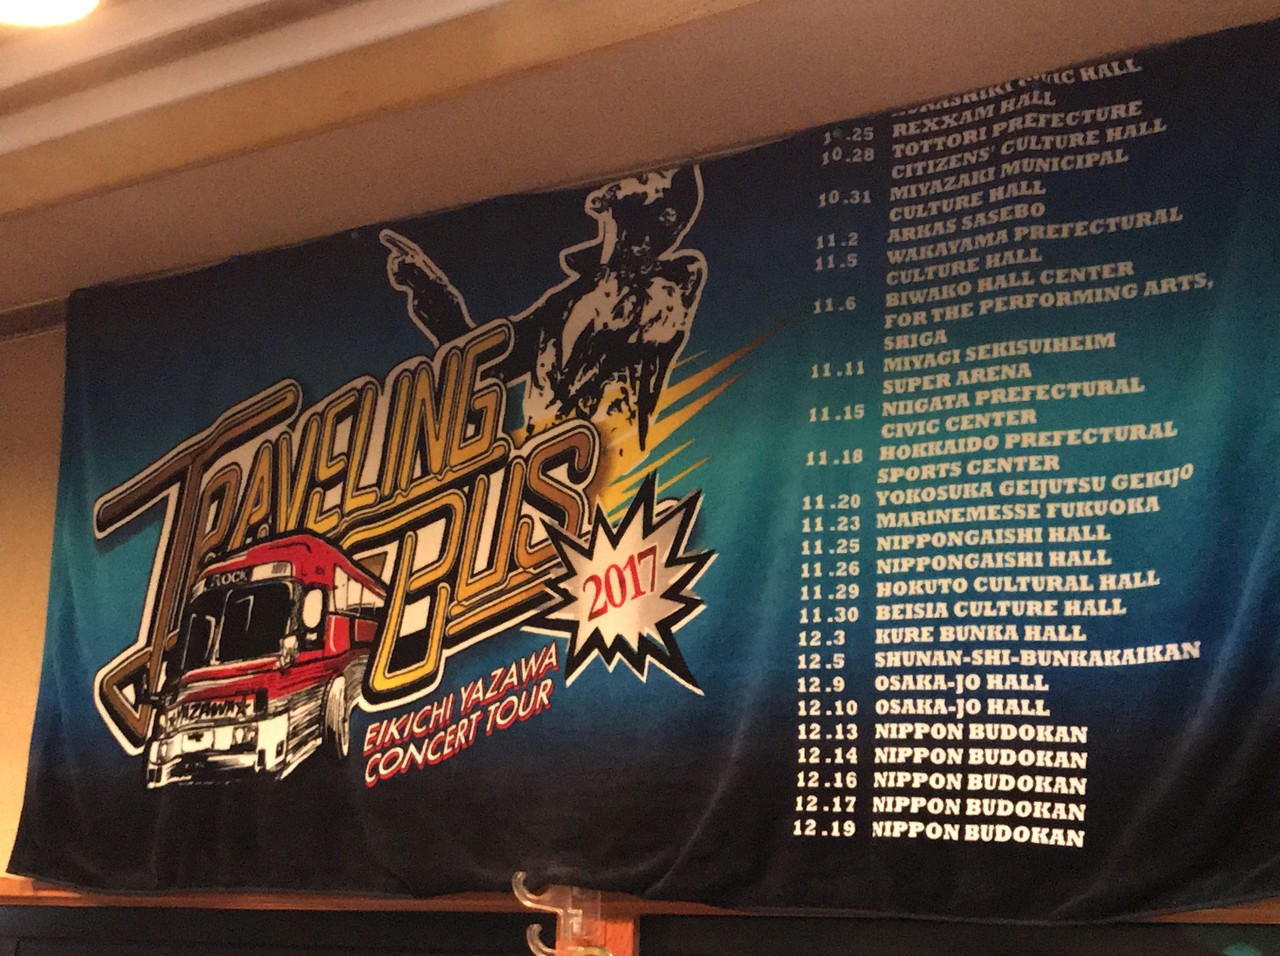 TRAVELING
BUS
2017
ROCK
YAZAWA
EIKICHI YAZAWA
CONCERT TOUR
CIVIC HALL
10.25 REXXAM HALL
10.28 TOTTORI PREFECTURE
CITIZENS' CULTURE HALL
10.31 MIYAZAKI MUNICIPAL
CULTURE HALL
11.2 ARKAS SASEBO
11.5 WAKAYAMA PREFECTURAL
CULTURE HALL
11.6 BIWAKO HALL CENTER
FOR THE PERFORMING ARTS,
SHIGA
11.11 MIYAGI SEKISUIHEIM
SUPER ARENA
11.15 NIIGATA PREFECTURAL
CIVIC CENTER
11.18 HOKKAIDO PREFECTURAL
SPORTS CENTER
11.20 YOKOSUKA GEIJUTSU GEKIJO
11.23 MARINEMESSE FUKUOKA
11.25 NIPPONGAISHI HALL
11.26 NIPPONGAISHI HALL
11.29 HOKUTO CULTURAL HALL
11.30 BEISIA CULTURE HALL
12.3 KURE BUNKA HALL
12.5 SHUNAN-SHI-BUNKAKAIKAN
12.9 OSAKA-JO HALL
12.10 OSAKA-JO HALL
12.13 NIPPON BUDOKAN
12.14 NIPPON BUDOKAN
12.16 NIPPON BUDOKAN
12.17 NIPPON BUDOKAN
12.19 NIPPON BUDOKAN